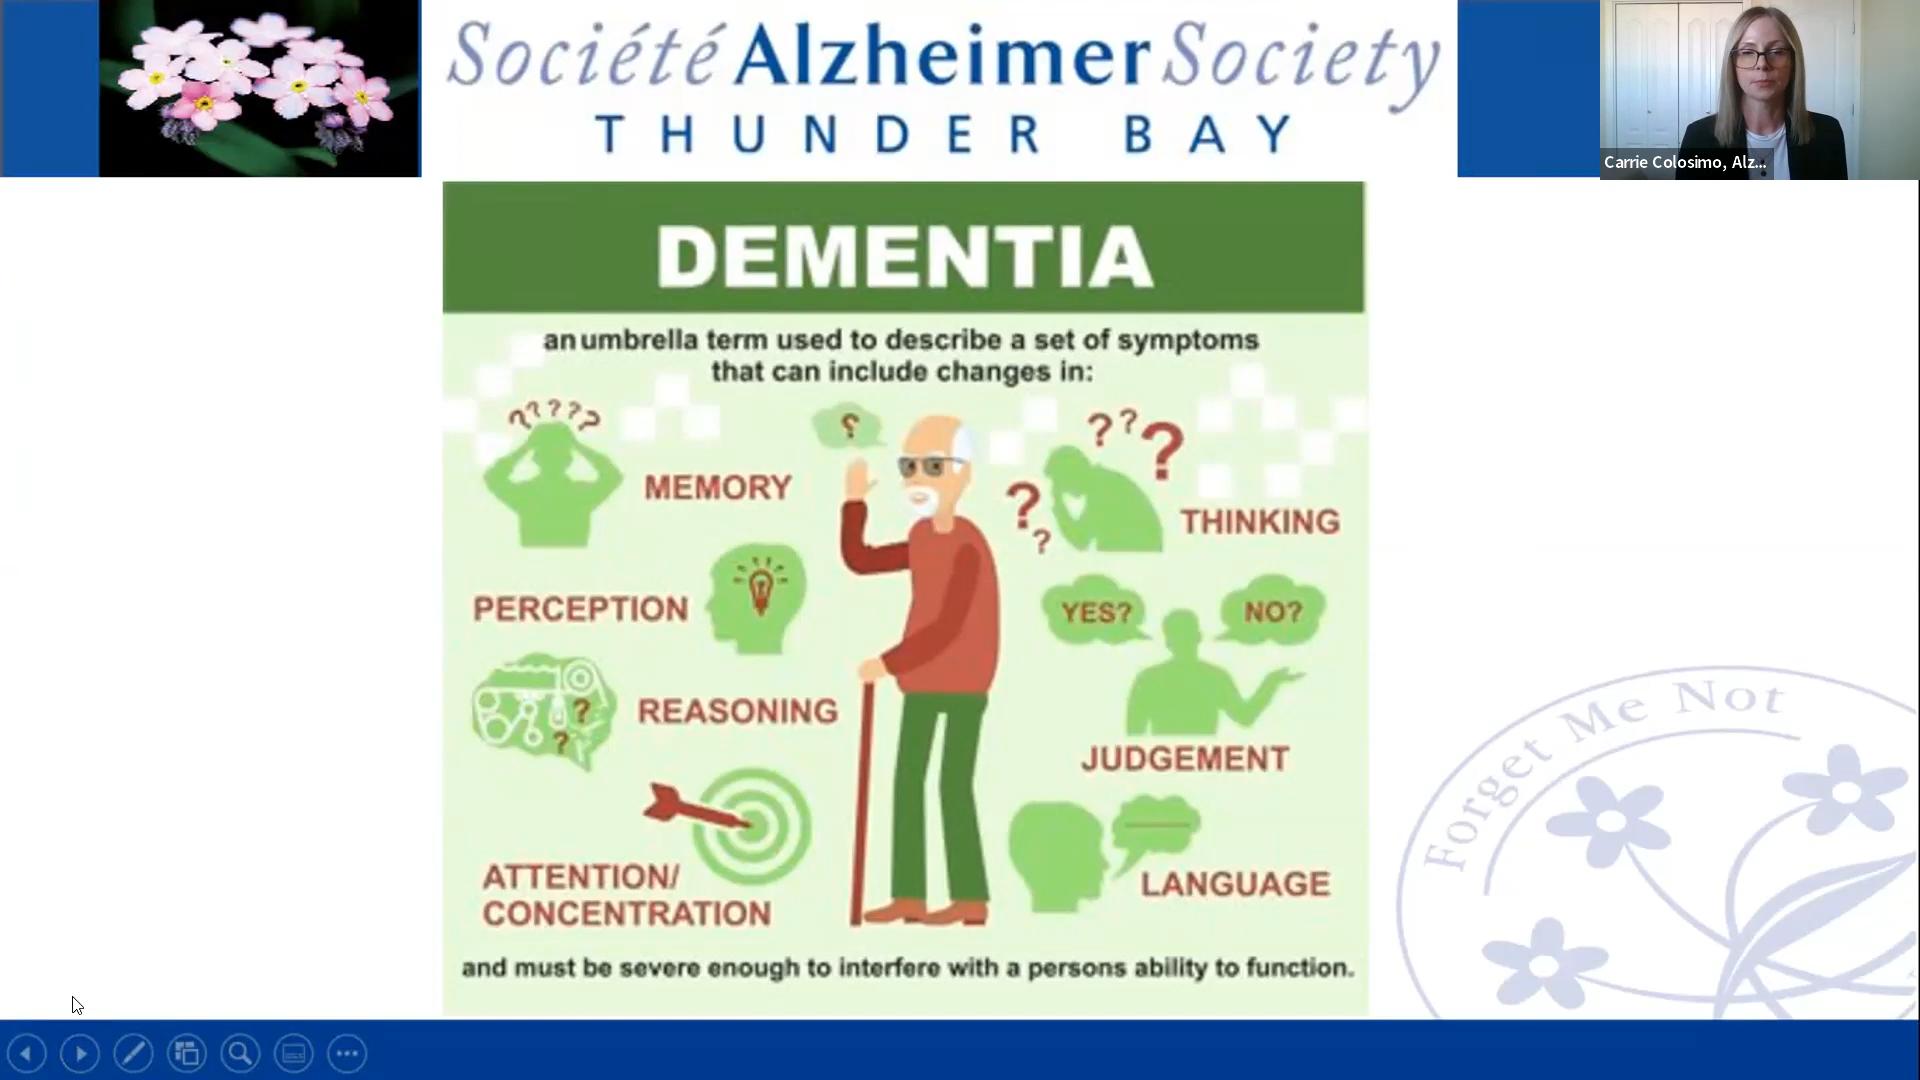 Société Alzheimer Society
THUNDER BAY
Carrie Colosimo, Alz...
DEMENTIA
an umbrella term used to describe a set of symptoms
that can include changes in:
?????
?
???
MEMORY
??
THINKING
PERCEPTION
YES? NO?
??
REASONING
JUDGEMENT
ATTENTION/
CONCENTRATION
LANGUAGE
and must be severe enough to interfere with a persons ability to function.
Forget Me Not